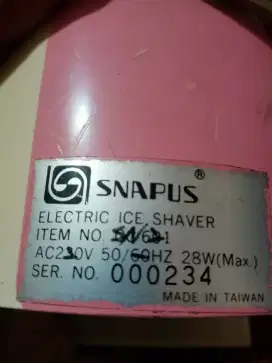 SNAPUS ®
ELECTRIC ICE SHAVER
ITEM NO.
AC230V 50/60HZ 28W(Max.)
SER. NO. 000234
MADE IN TAIWAN